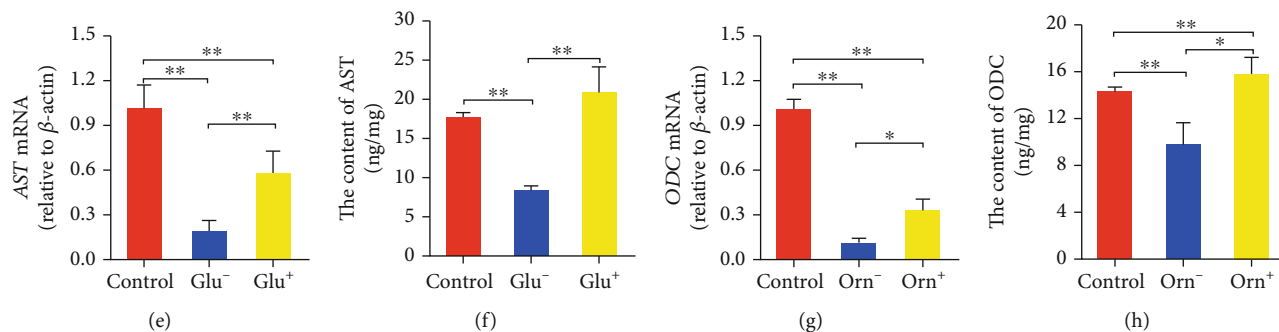 AST mRNA
(relative to β-actin)
1.5
1.2
0.9
0.6
0.3
0.0
**
**
**
Control Glu⁻ Glu⁺
(e)
The content of AST
(ng/mg)
30
25
20
15
10
5
0
**
**
Control Glu⁻ Glu⁺
(f)
ODC mRNA
(relative to β-actin)
1.5
1.2
0.9
0.6
0.3
0.0
**
**
*
Control Orn⁻ Orn⁺
(g)
The content of ODC
(ng/mg)
20
16
12
8
4
0
**
*
**
Control Orn⁻ Orn⁺
(h)